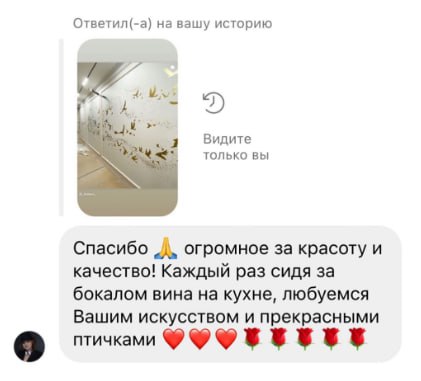 Ответил(-а) на вашу историю
Видите
только вы
Спасибо 🙏 огромное за красоту и
качество! Каждый раз сидя за
бокалом вина на кухне, любуемся
Вашим искусством и прекрасными
птичками ❤️❤️❤️🌹🌹🌹🌹🌹